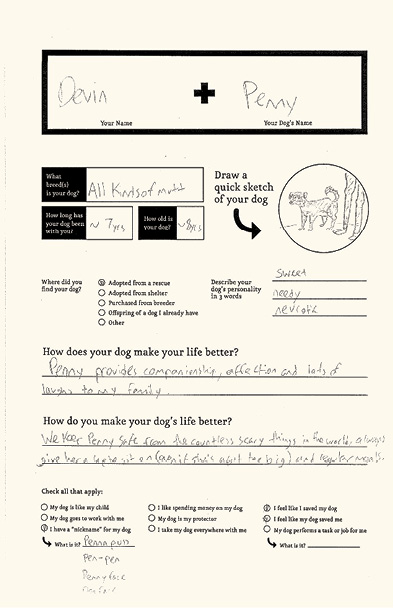 Devin + Penny
Your Name Your Dog's Name
What breed(s) is your dog? All Kinds of mutt
How long has your dog been with you? ~ 7 yrs
How old is your dog? ~ 8 yrs
Draw a quick sketch of your dog
Where did you find your dog?
Adopted from a rescue
Adopted from shelter
Purchased from breeder
Offspring of a dog I already have
Other
Describe your dog's personality in 3 words
Sweet
needy
neurotic
How does your dog make your life better?
Penny provides companionship, affection and lots of
laughs to my family.
How do you make your dog's life better?
We keep Penny safe from the countless scary things in the world, always
give her a to sit on (even if she's a bit too big) and regular meals.
Check all that apply:
My dog is like my child
My dog goes to work with me
I have a "nickname" for my dog
What is it? Penna puss
Pen-pen
Penny face
I like spending money on my dog
My dog is my protector
I take my dog everywhere with me
I feel like I saved my dog
I feel like my dog saved me
My dog performs a task or job for me
What is it?